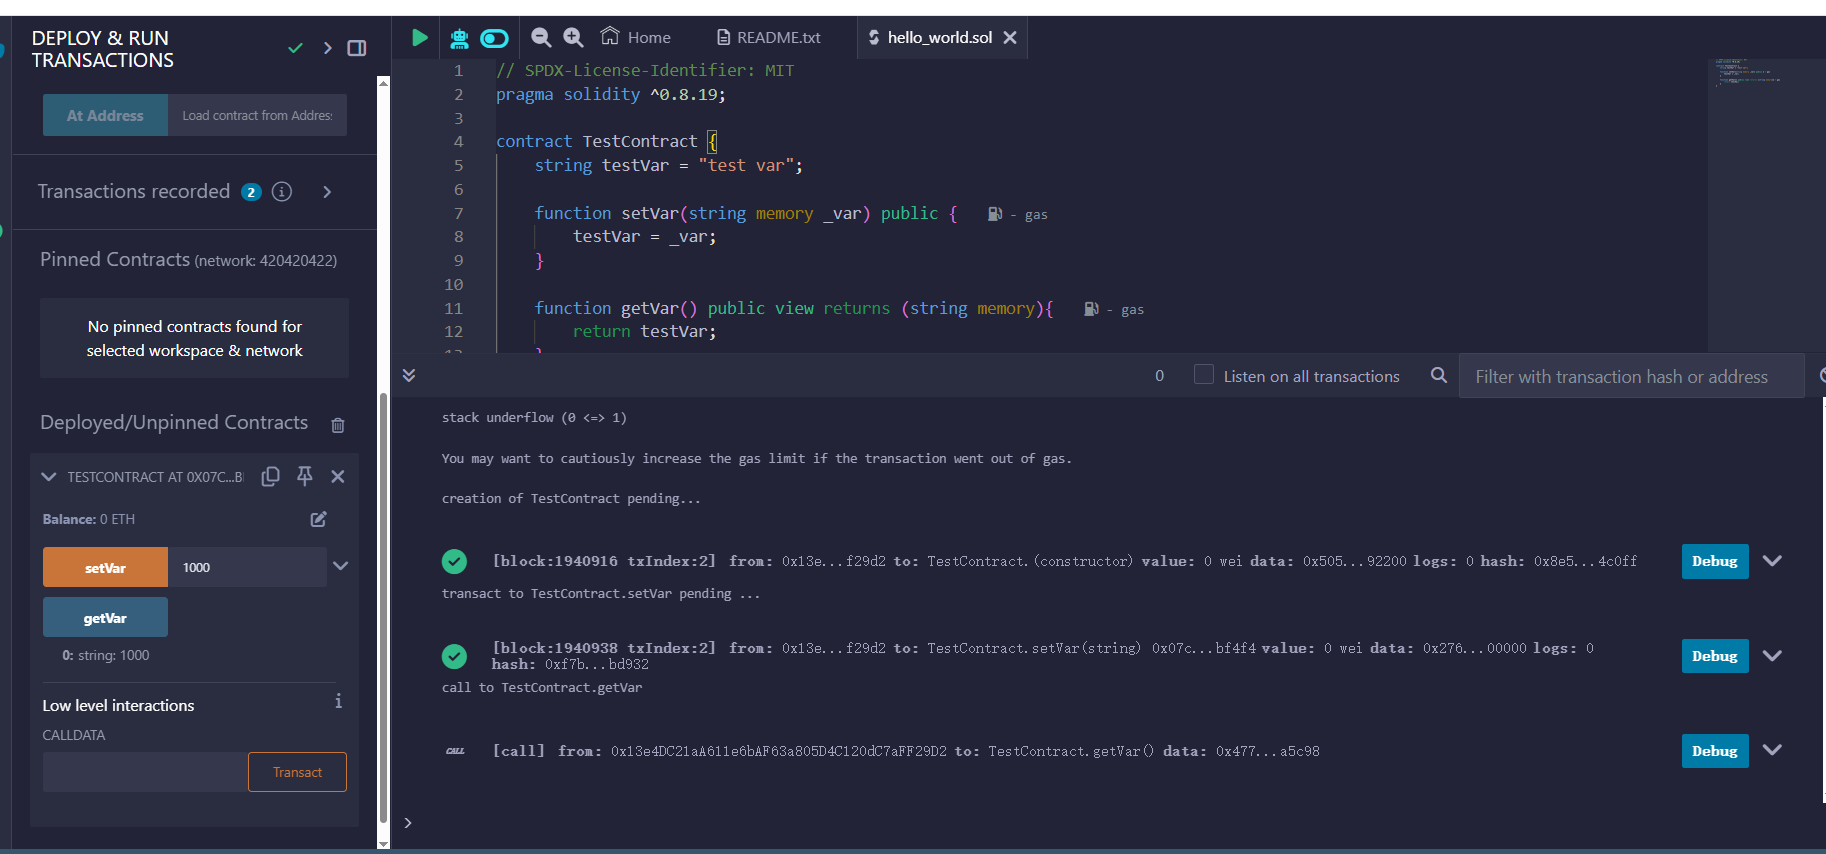 DEPLOY & RUN
TRANSACTIONS
At Address
Load contract from Addres
Transactions recorded 2
Pinned Contracts (network: 420420422)
No pinned contracts found for
selected workspace & network
Deployed/Unpinned Contracts
TESTCONTRACT AT 0X07C...B
Balance: 0 ETH
setVar 1000
getVar
0: string: 1000
Low level interactions
CALLDATA
Transact
Home
README.txt
hello_world.sol
1 // SPDX-License-Identifier: MIT
2 pragma solidity ^0.8.19;
3
4 contract TestContract {
5 string testVar = "test var";
6
7 function setVar(string memory _var) public { - gas
8 testVar = _var;
9 }
10
11 function getVar() public view returns (string memory){ - gas
12 return testVar;
13 }
0 Listen on all transactions Filter with transaction hash or address
stack underflow (0 <=> 1)
You may want to cautiously increase the gas limit if the transaction went out of gas.
creation of TestContract pending...
[block:1940916 txIndex:2] from: 0x13e...f29d2 to: TestContract.(constructor) value: 0 wei data: 0x505...92200 logs: 0 hash: 0x8e5...4c0ff Debug
transact to TestContract.setVar pending ...
[block:1940938 txIndex:2] from: 0x13e...f29d2 to: TestContract.setVar(string) 0x07c...bf4f4 value: 0 wei data: 0x276...00000 logs: 0
hash: 0xf7b...bd932 Debug
call to TestContract.getVar
CALL [call] from: 0x13e4DC21aA611e6bAF63a805D4C120dC7aFF29D2 to: TestContract.getVar() data: 0x477...a5c98 Debug
>